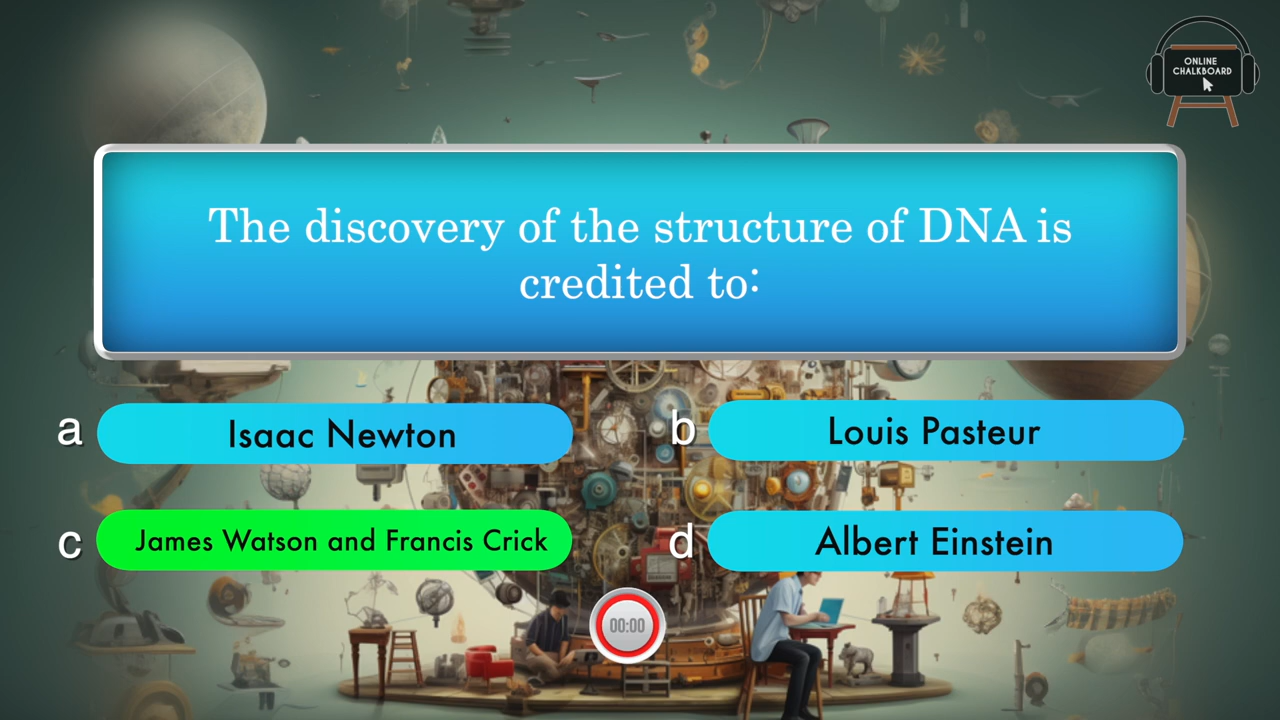 ONLINE
CHALKBOARD
The discovery of the structure of DNA is
credited to:
a Isaac Newton
b Louis Pasteur
c James Watson and Francis Crick
d Albert Einstein
00:00